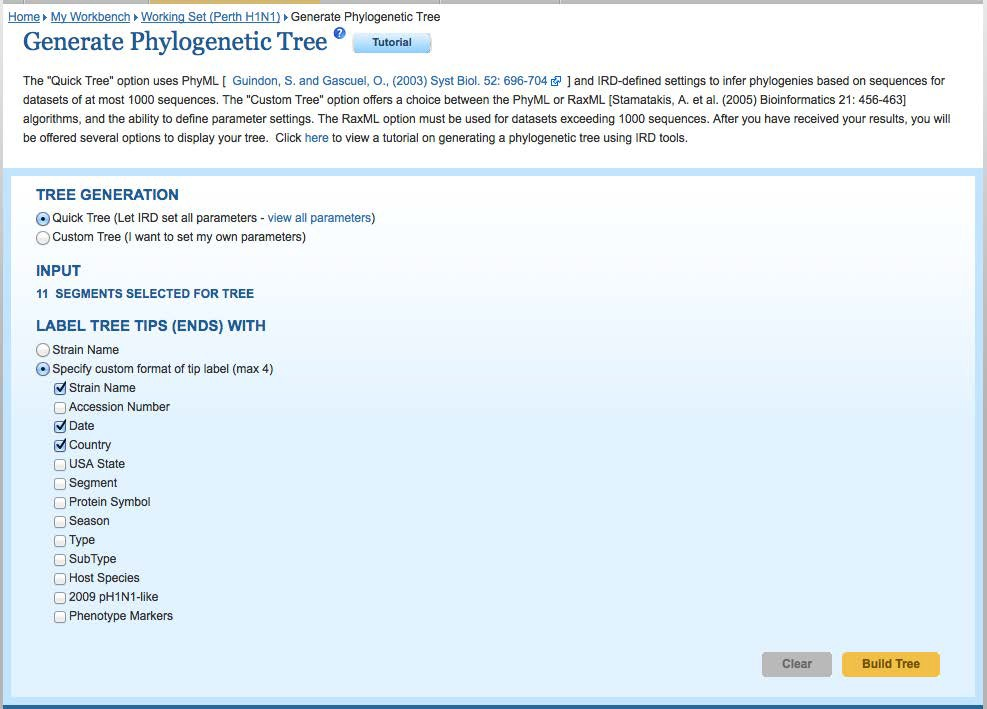 Home My Workbench Working Set (Perth H1N1) Generate Phylogenetic Tree
Generate Phylogenetic Tree ? Tutorial
The "Quick Tree" option uses PhyML [ Guindon, S. and Gascuel, O., (2003) Syst Biol. 52: 696-704 ] and IRD-defined settings to infer phylogenies based on sequences for
datasets of at most 1000 sequences. The "Custom Tree" option offers a choice between the PhyML or RaxML [Stamatakis, A. et al. (2005) Bioinformatics 21: 456-463]
algorithms, and the ability to define parameter settings. The RaxML option must be used for datasets exceeding 1000 sequences. After you have received your results, you will
be offered several options to display your tree. Click here to view a tutorial on generating a phylogenetic tree using IRD tools.
TREE GENERATION
Quick Tree (Let IRD set all parameters - view all parameters)
Custom Tree (I want to set my own parameters)
INPUT
11 SEGMENTS SELECTED FOR TREE
LABEL TREE TIPS (ENDS) WITH
Strain Name
Specify custom format of tip label (max 4)
Strain Name
Accession Number
Date
Country
USA State
Segment
Protein Symbol
Season
Type
SubType
Host Species
2009 pH1N1-like
Phenotype Markers
Clear Build Tree